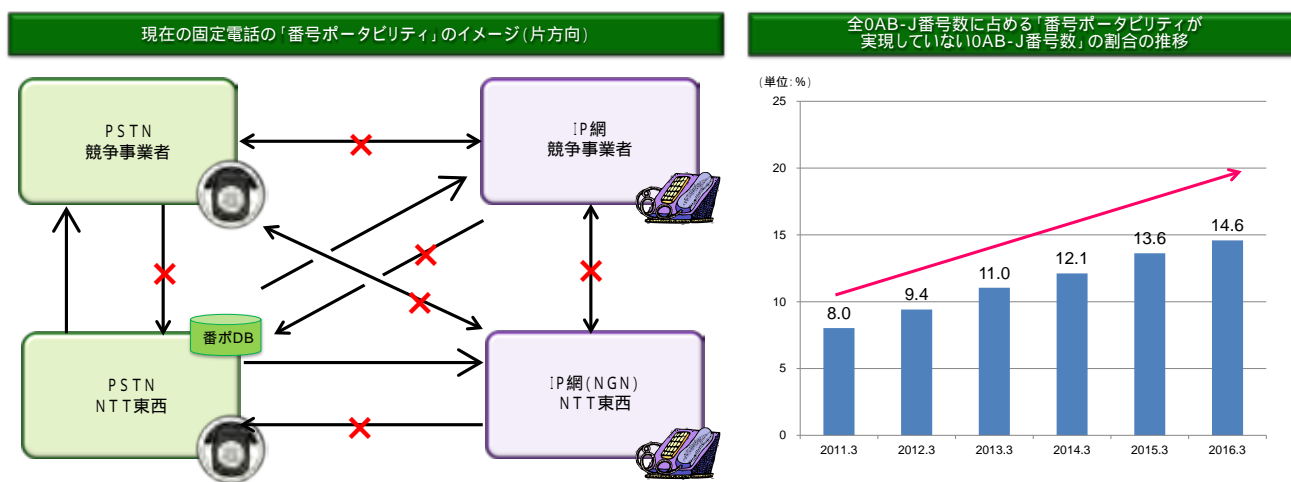 現在の固定電話の「番号ポータビリティ」のイメージ(片方向)
PSTN
競争事業者
IP網
競争事業者
番ポDB
PSTN
NTT東西
IP網(NGN)
NTT東西
全0AB-J番号数に占める「番号ポータビリティが
実現していない0AB-J番号数」の割合の推移
(単位:%)
25
20
15
10
5
0
8.0
9.4
11.0
12.1
13.6
14.6
2011.3
2012.3
2013.3
2014.3
2015.3
2016.3